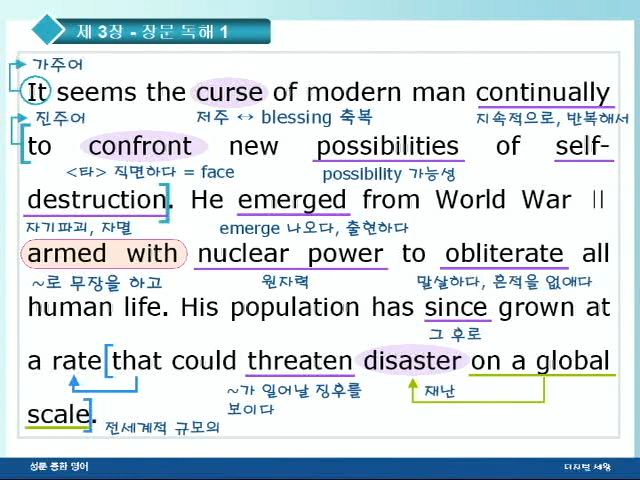 제 3장 - 장문 독해 1
가주어
It seems the curse of modern man continually
진주어 저주 ↔ blessing 축복 지속적으로, 반복해서
to confront new possibilities of self-
<타> 직면하다 = face possibility 가능성
destruction. He emerged from World War Ⅱ
자기파괴, 자멸 emerge 나오다, 출현하다
armed with nuclear power to obliterate all
~로 무장을 하고 원자력 말살하다, 흔적을 없애다
human life. His population has since grown at
그 후로
a rate that could threaten disaster on a global
~가 일어날 징후를 재난
보이다
scale.
전세계적 규모의
성문 종합 영어 디지털 세왕